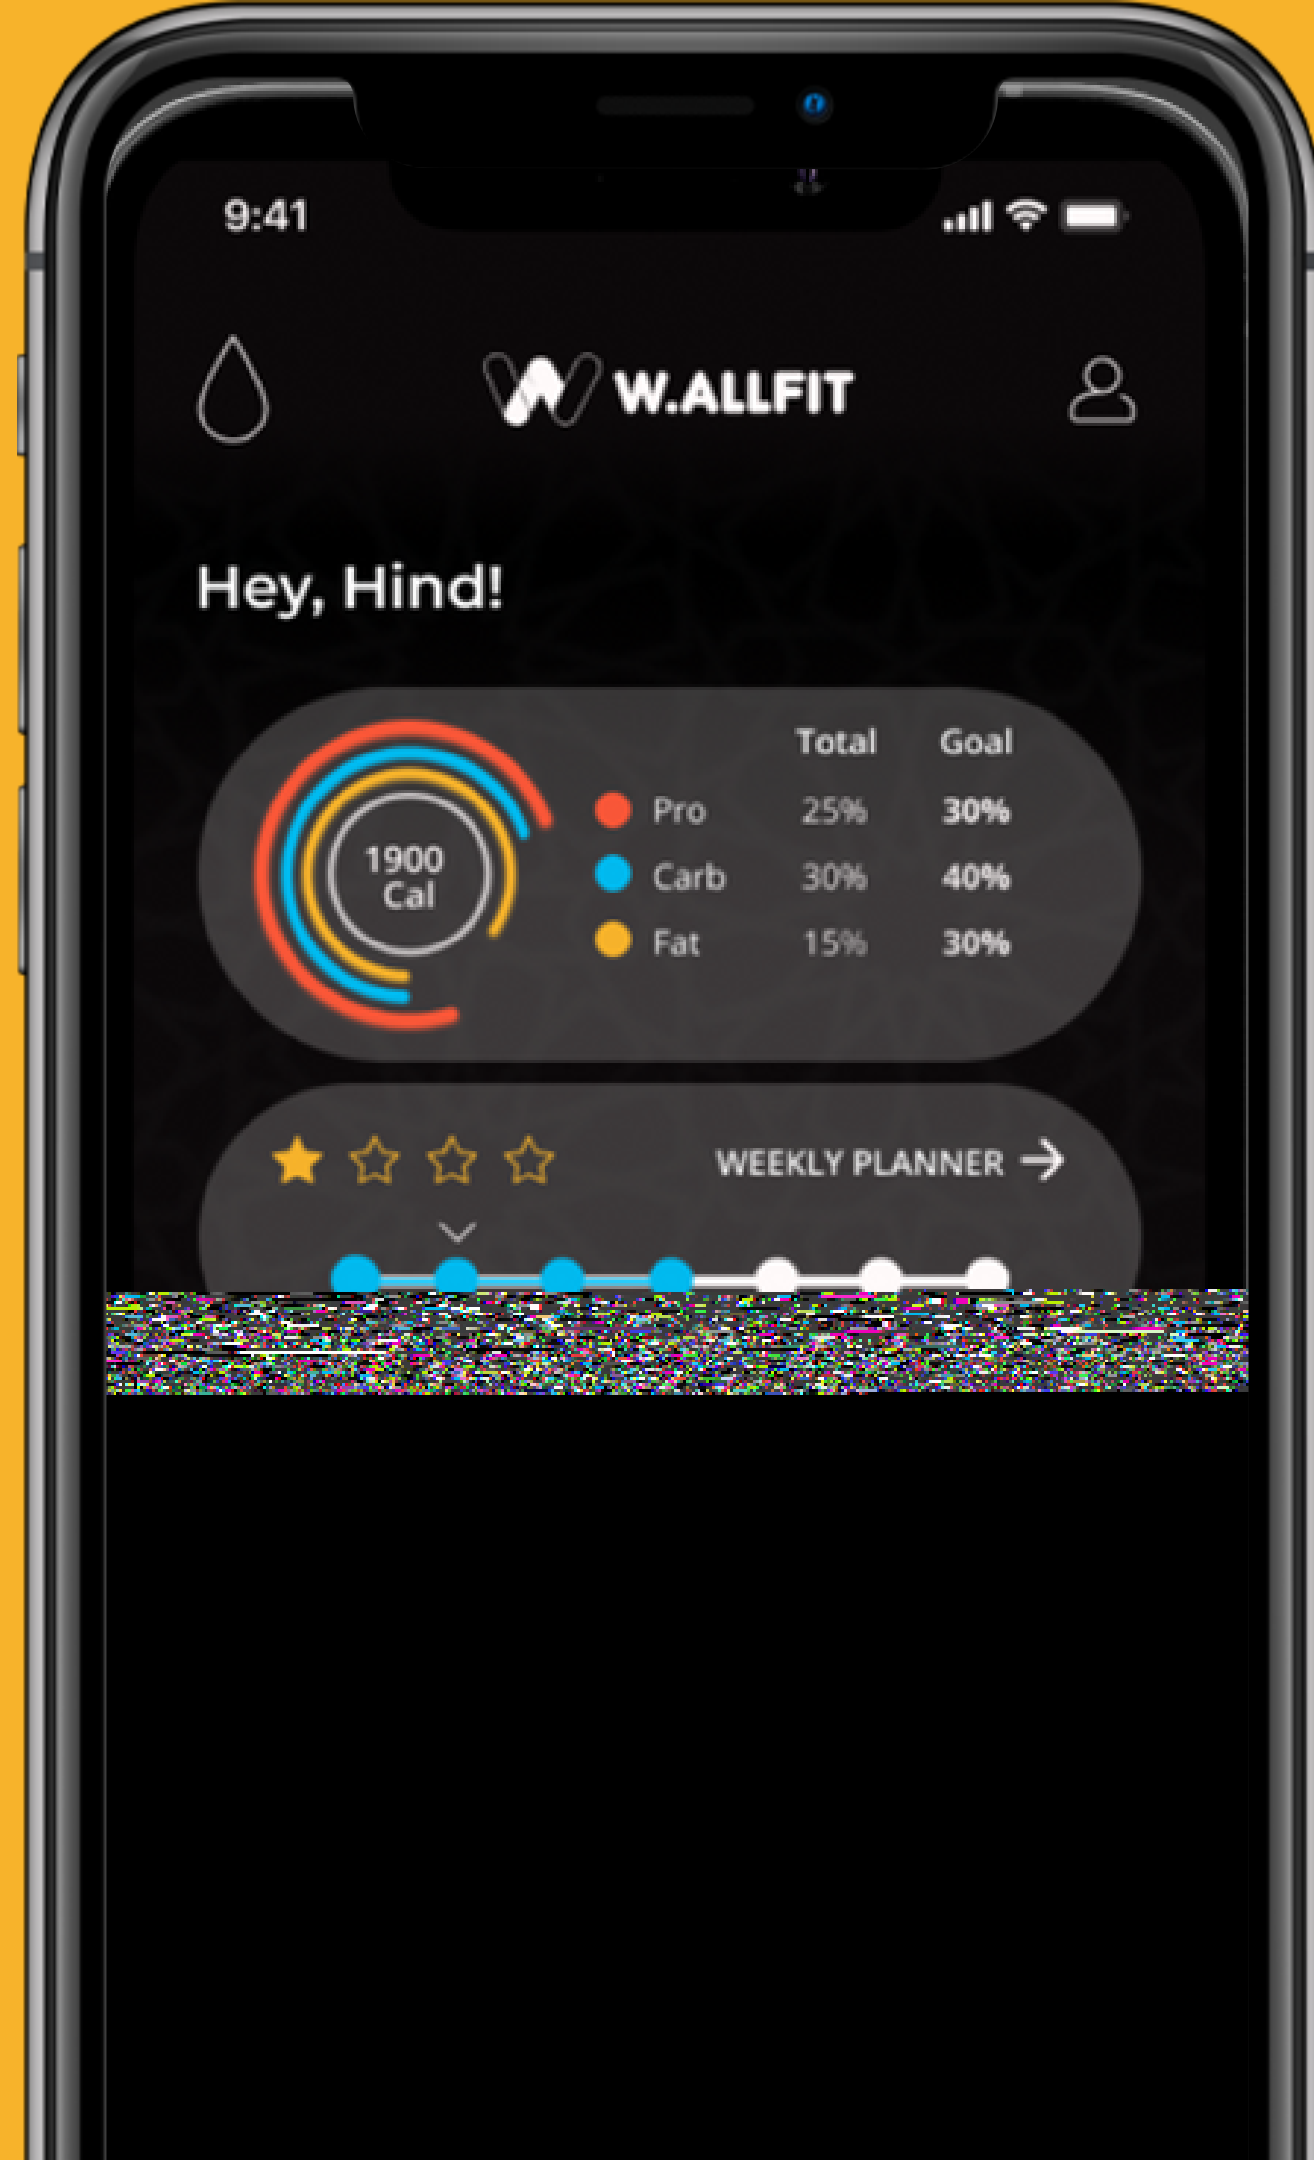 9:41
W.ALLFIT
Hey, Hind!
Total Goal
Pro 25% 30%
Carb 30% 40%
Fat 15% 30%
1900
Cal
WEEKLY PLANNER